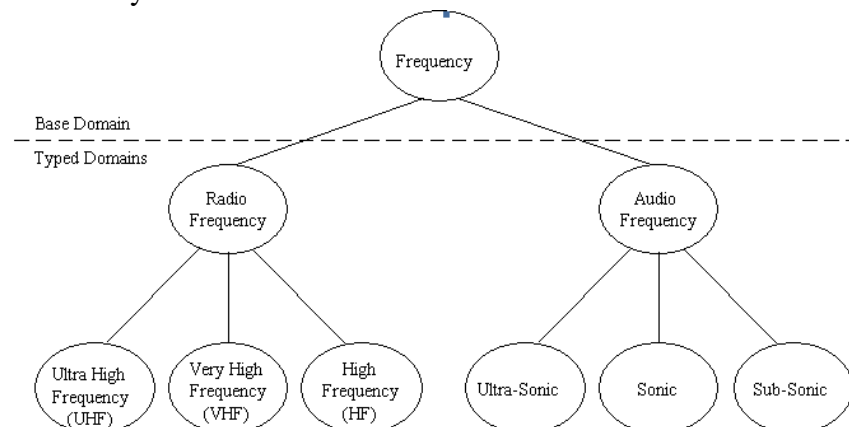 Frequency
Base Domain
Typed Domains
Radio
Frequency
Audio
Frequency
Ultra High
Frequency
(UHF)
Very High
Frequency
(VHF)
High
Frequency
(HF)
Ultra-Sonic
Sonic
Sub-Sonic